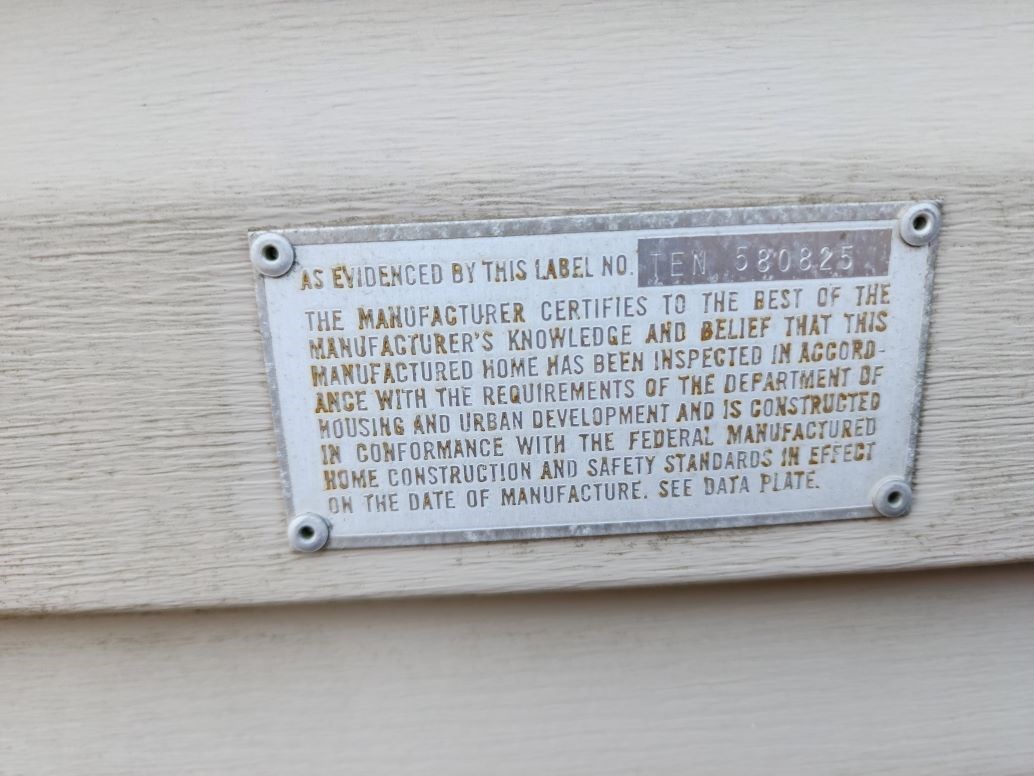 AS EVIDENCED BY THIS LABEL NO. TEN 580825
THE MANUFACTURER CERTIFIES TO THE BEST OF THE
MANUFACTURER'S KNOWLEDGE AND BELIEF THAT THIS
MANUFACTURED HOME HAS BEEN INSPECTED IN ACCORD-
ANCE WITH THE REQUIREMENTS OF THE DEPARTMENT OF
HOUSING AND URBAN DEVELOPMENT AND IS CONSTRUCTED
IN CONFORMANCE WITH THE FEDERAL MANUFACTURED
HOME CONSTRUCTION AND SAFETY STANDARDS IN EFFECT
ON THE DATE OF MANUFACTURE. SEE DATA PLATE.